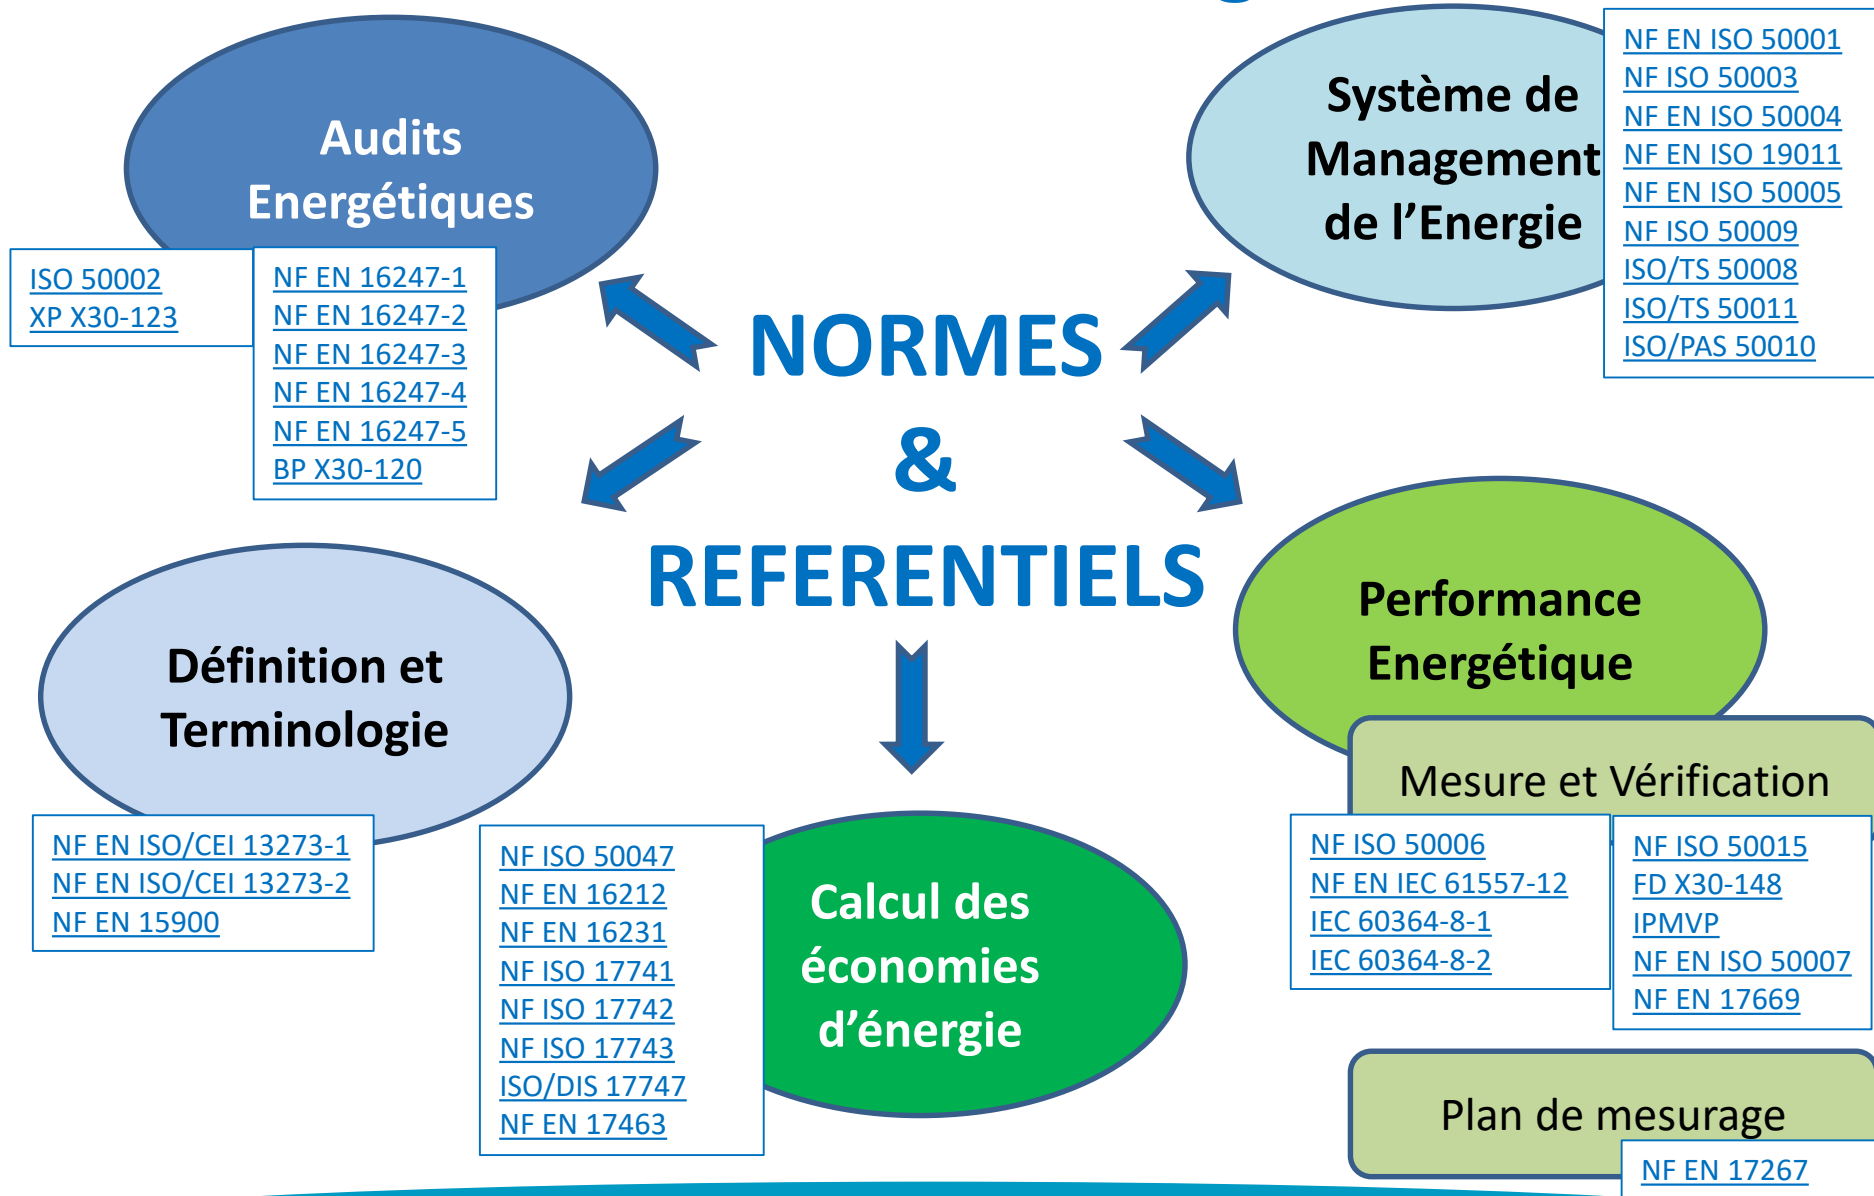 Audits
Energétiques
ISO 50002
XP X30-123
NF EN 16247-1
NF EN 16247-2
NF EN 16247-3
NF EN 16247-4
NF EN 16247-5
BP X30-120
Système de
Management
de l’Energie
NF EN ISO 50001
NF ISO 50003
NF EN ISO 50004
NF EN ISO 19011
NF EN ISO 50005
NF ISO 50009
ISO/TS 50008
ISO/TS 50011
ISO/PAS 50010
NORMES
&
REFERENTIELS
Définition et
Terminologie
NF EN ISO/CEI 13273-1
NF EN ISO/CEI 13273-2
NF EN 15900
NF ISO 50047
NF EN 16212
NF EN 16231
NF ISO 17741
NF ISO 17742
NF ISO 17743
ISO/DIS 17747
NF EN 17463
Calcul des
économies
d’énergie
Performance
Energétique
Mesure et Vérification
NF ISO 50006
NF EN IEC 61557-12
IEC 60364-8-1
IEC 60364-8-2
NF ISO 50015
FD X30-148
IPMVP
NF EN ISO 50007
NF EN 17669
Plan de mesurage
NF EN 17267